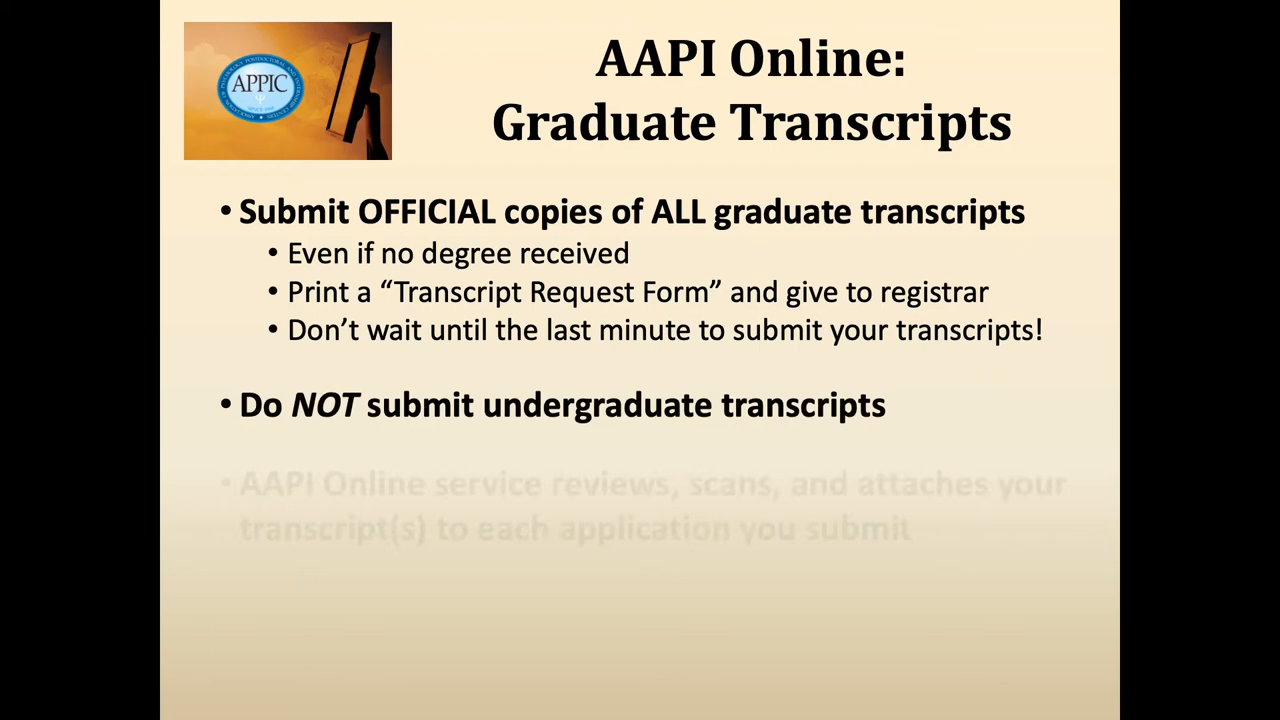 APPIC
AAPI Online:
Graduate Transcripts
• Submit OFFICIAL copies of ALL graduate transcripts
• Even if no degree received
• Print a “Transcript Request Form” and give to registrar
• Don’t wait until the last minute to submit your transcripts!
• Do NOT submit undergraduate transcripts
• AAPI Online service reviews, scans, and attaches your
transcript(s) to each application you submit